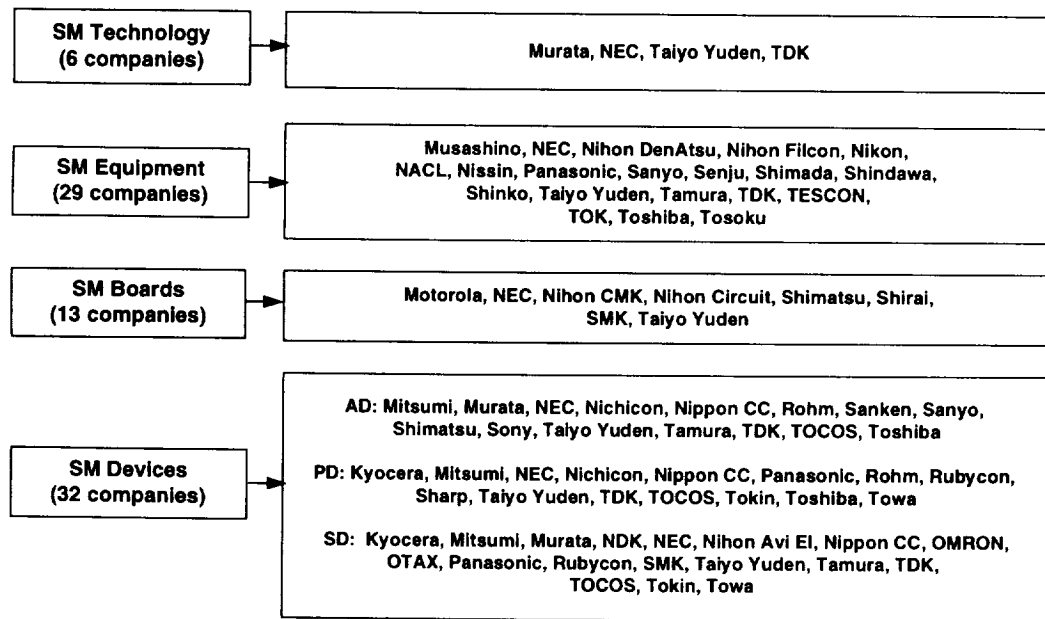 SM Technology
(6 companies)
Murata, NEC, Taiyo Yuden, TDK
SM Equipment
(29 companies)
Musashino, NEC, Nihon DenAtsu, Nihon Filcon, Nikon,
NACL, Nissin, Panasonic, Sanyo, Senju, Shimada, Shindawa,
Shinko, Taiyo Yuden, Tamura, TDK, TESCON,
TOK, Toshiba, Tosoku
SM Boards
(13 companies)
Motorola, NEC, Nihon CMK, Nihon Circuit, Shimatsu, Shirai,
SMK, Taiyo Yuden
SM Devices
(32 companies)
AD: Mitsumi, Murata, NEC, Nichicon, Nippon CC, Rohm, Sanken, Sanyo,
Shimatsu, Sony, Taiyo Yuden, Tamura, TDK, TOCOS, Toshiba
PD: Kyocera, Mitsumi, NEC, Nichicon, Nippon CC, Panasonic, Rohm, Rubycon,
Sharp, Taiyo Yuden, TDK, TOCOS, Tokin, Toshiba, Towa
SD: Kyocera, Mitsumi, Murata, NDK, NEC, Nihon Avi El, Nippon CC, OMRON,
OTAX, Panasonic, Rubycon, SMK, Taiyo Yuden, Tamura, TDK,
TOCOS, Tokin, Towa